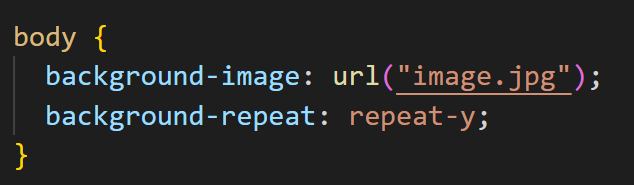 body {
  background-image: url("image.jpg");
  background-repeat: repeat-y;
}